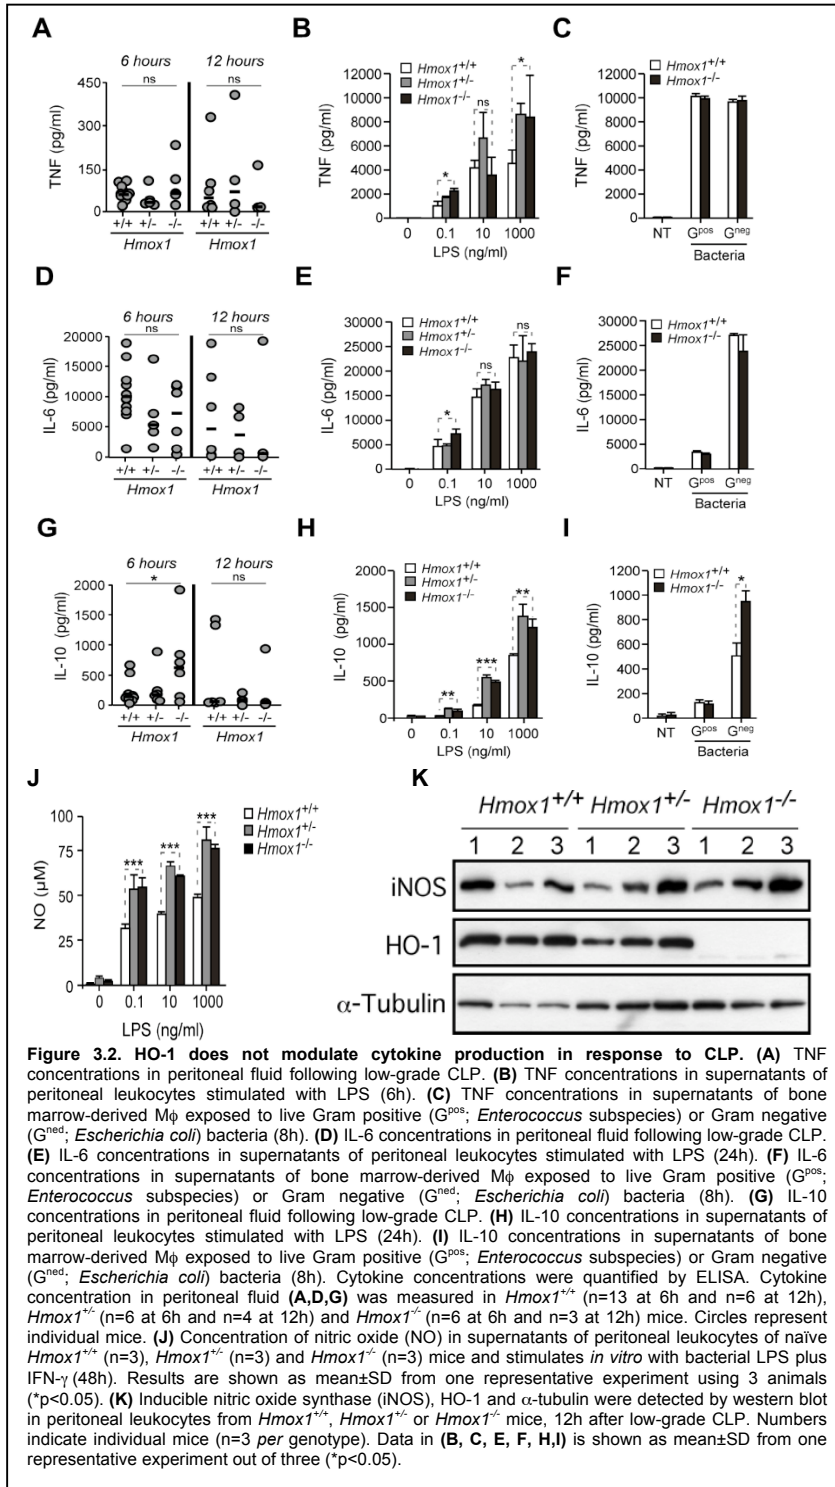 A
6 hours
12 hours
ns
ns
TNF (pg/ml)
450
300
150
0
+/+ +/- -/- +/+ +/- -/-
Hmox1
Hmox1
B
Hmox1+/+
Hmox1+/-
Hmox1-/-
*
ns
*
TNF (pg/ml)
12000
10000
8000
6000
4000
2000
0
0 0.1 10 1000
LPS (ng/ml)
C
Hmox1+/+
Hmox1-/-
TNF (pg/ml)
12000
10000
8000
6000
4000
2000
0
NT Gpos Gneg
Bacteria
D
6 hours
12 hours
ns
ns
IL-6 (pg/ml)
20000
15000
10000
5000
0
+/+ +/- -/- +/+ +/- -/-
Hmox1
Hmox1
E
Hmox1+/+
Hmox1+/-
Hmox1-/-
*
ns
ns
IL-6 (pg/ml)
30000
25000
20000
15000
10000
5000
0
0 0.1 10 1000
LPS (ng/ml)
F
Hmox1+/+
Hmox1-/-
IL-6 (pg/ml)
30000
25000
20000
15000
10000
5000
0
NT Gpos Gneg
Bacteria
G
6 hours
12 hours
*
ns
IL-10 (pg/ml)
2000
1500
1000
500
0
+/+ +/- -/- +/+ +/- -/-
Hmox1
Hmox1
H
Hmox1+/+
Hmox1+/-
Hmox1-/-
**
***
**
IL-10 (pg/ml)
2000
1500
1000
500
0
0 0.1 10 1000
LPS (ng/ml)
I
Hmox1+/+
Hmox1-/-
*
IL-10 (pg/ml)
1200
1000
800
600
400
200
0
NT Gpos Gneg
Bacteria
J
Hmox1+/+
Hmox1+/-
Hmox1-/-
***
***
***
NO (µM)
100
75
50
25
0
0 0.1 10 1000
LPS (ng/ml)
K
Hmox1+/+ Hmox1+/- Hmox1-/-
1 2 3 1 2 3 1 2 3
iNOS
HO-1
α-Tubulin
Figure 3.2. HO-1 does not modulate cytokine production in response to CLP. (A) TNF
concentrations in peritoneal fluid following low-grade CLP. (B) TNF concentrations in supernatants of
peritoneal leukocytes stimulated with LPS (6h). (C) TNF concentrations in supernatants of bone
marrow-derived Mϕ exposed to live Gram positive (Gpos; Enterococcus subspecies) or Gram negative
(Gned; Escherichia coli) bacteria (8h). (D) IL-6 concentrations in peritoneal fluid following low-grade CLP.
(E) IL-6 concentrations in supernatants of peritoneal leukocytes stimulated with LPS (24h). (F) IL-6
concentrations in supernatants of bone marrow-derived Mϕ exposed to live Gram positive (Gpos;
Enterococcus subspecies) or Gram negative (Gned; Escherichia coli) bacteria (8h). (G) IL-10
concentrations in peritoneal fluid following low-grade CLP. (H) IL-10 concentrations in supernatants of
peritoneal leukocytes stimulated with LPS (24h). (I) IL-10 concentrations in supernatants of bone
marrow-derived Mϕ exposed to live Gram positive (Gpos; Enterococcus subspecies) or Gram negative
(Gned; Escherichia coli) bacteria (8h). Cytokine concentrations were quantified by ELISA. Cytokine
concentration in peritoneal fluid (A,D,G) was measured in Hmox1+/+ (n=13 at 6h and n=6 at 12h),
Hmox1+/- (n=6 at 6h and n=4 at 12h) and Hmox1-/- (n=6 at 6h and n=3 at 12h) mice. Circles represent
individual mice. (J) Concentration of nitric oxide (NO) in supernatants of peritoneal leukocytes of naïve
Hmox1+/+ (n=3), Hmox1+/- (n=3) and Hmox1-/- (n=3) mice and stimulates in vitro with bacterial LPS plus
IFN-γ (48h). Results are shown as mean±SD from one representative experiment using 3 animals
(*p<0.05). (K) Inducible nitric oxide synthase (iNOS), HO-1 and α-tubulin were detected by western blot
in peritoneal leukocytes from Hmox1+/+, Hmox1+/- or Hmox1-/- mice, 12h after low-grade CLP. Numbers
indicate individual mice (n=3 per genotype). Data in (B, C, E, F, H,I) is shown as mean±SD from one
representative experiment out of three (*p<0.05).